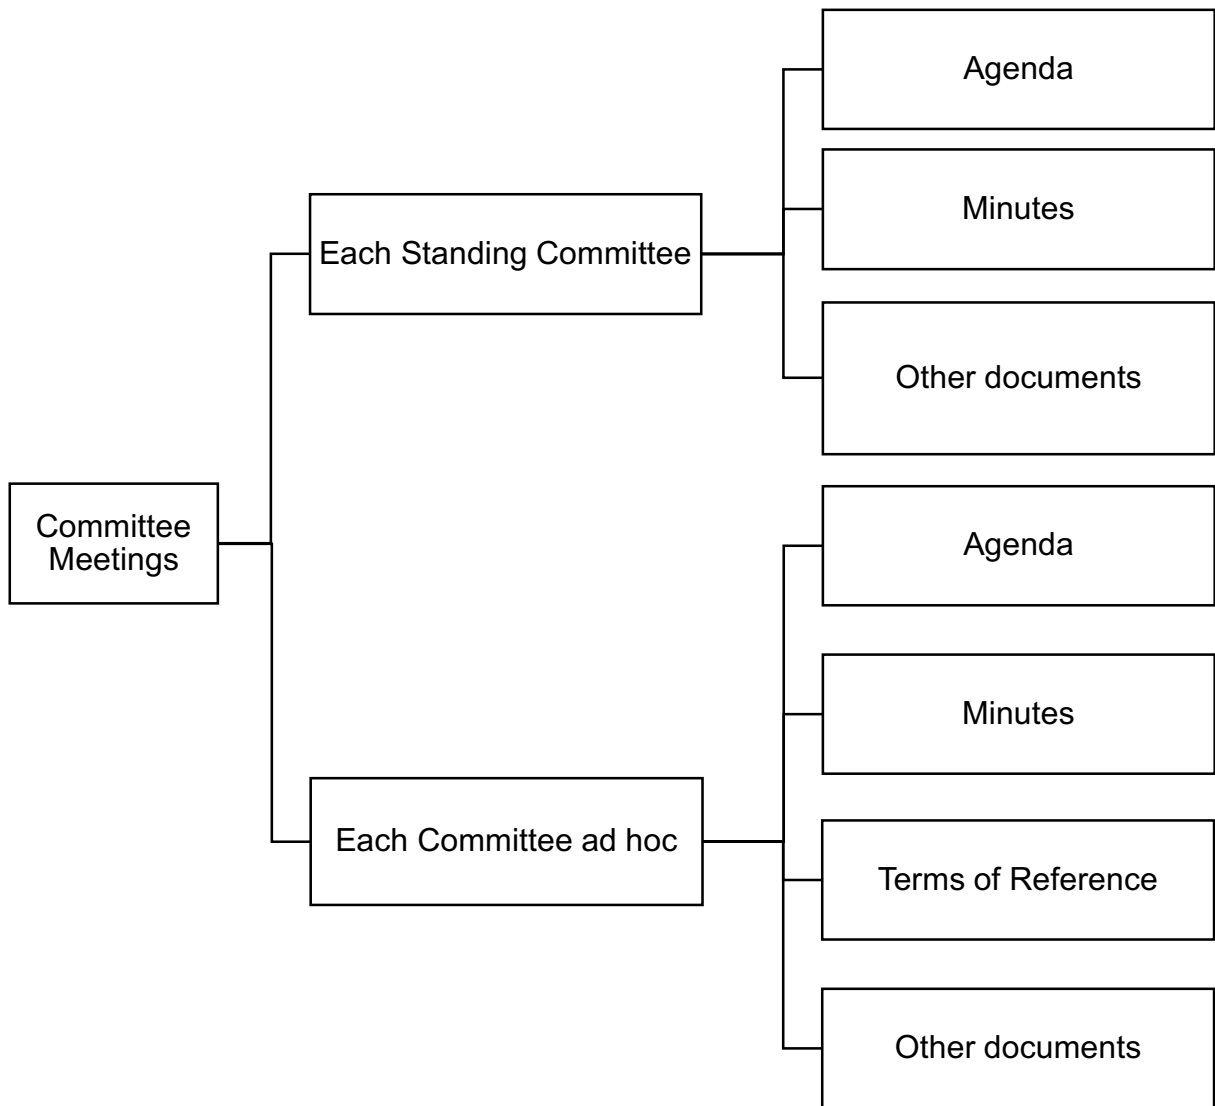 Committee
Meetings
Each Standing Committee
Agenda
Minutes
Other documents
Each Committee ad hoc
Agenda
Minutes
Terms of Reference
Other documents